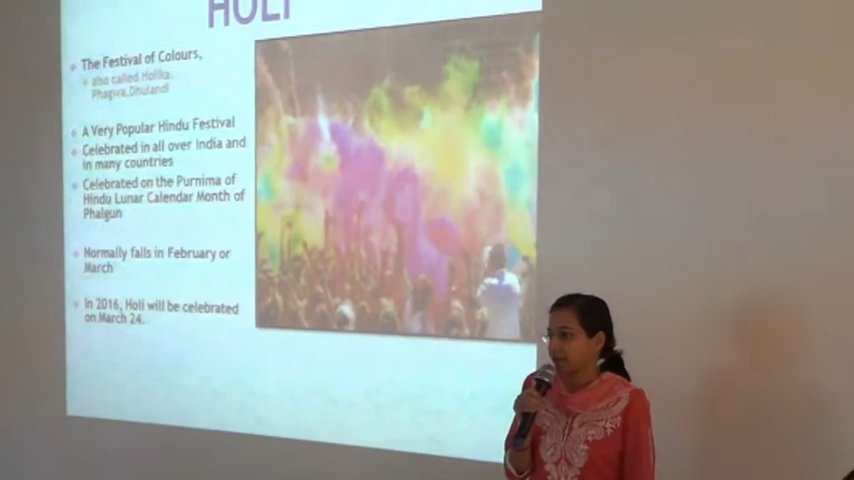 HOLI
The Festival of Colours,
also called Holika,
Phagwa,Dhulandi
A Very Popular Hindu Festival
Celebrated in all over India and
in many countries
Celebrated on the Purnima of
Hindu Lunar Calendar Month of
Phalgun
Normally falls in February or
March
In 2016, Holi will be celebrated
on March 24.